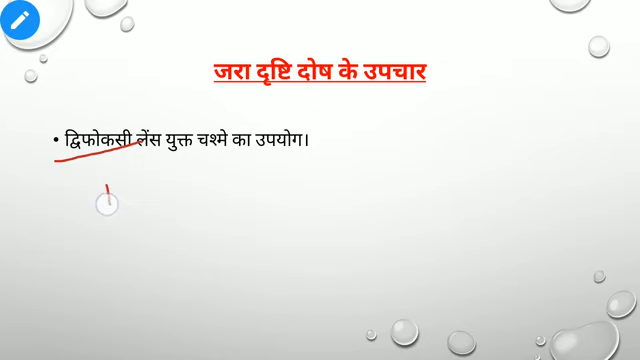 जरा दृष्टि दोष के उपचार
• द्विफोकसी लेंस युक्त चश्मे का उपयोग।